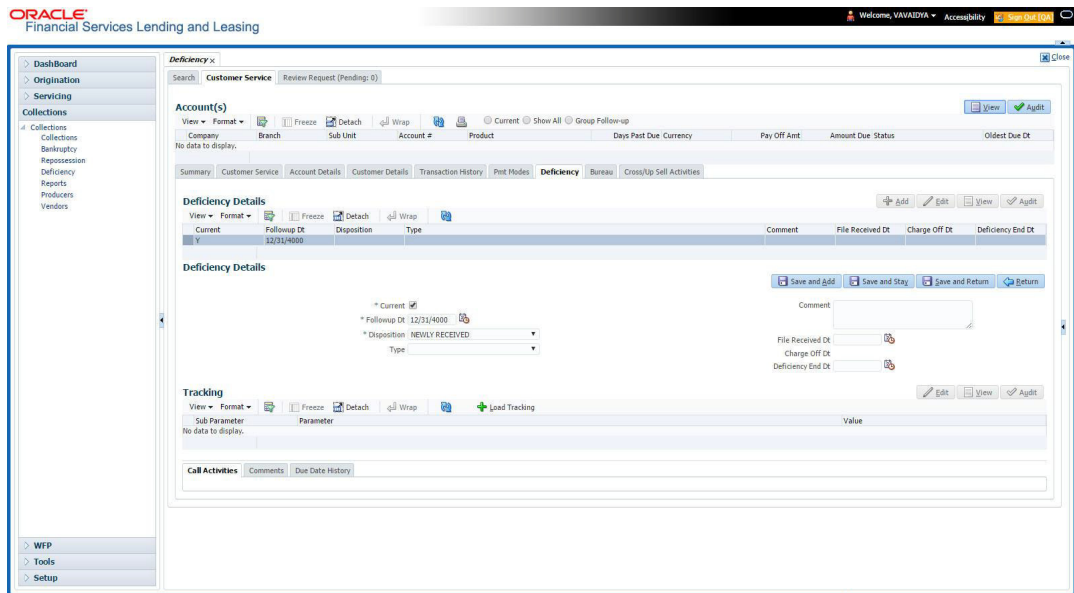 ORACLE®
Financial Services Lending and Leasing
Welcome, VAVAIDYA Accessibility Sign Out [QA]
Deficiency x
Close
DashBoard
Origination
Servicing
Collections
Collections
Collections
Bankruptcy
Repossession
Deficiency
Reports
Producers
Vendors
WFP
Tools
Setup
Search Customer Service Review Request (Pending: 0)
Account(s)
View Audit
View Format Freeze Detach Wrap Current Show All Group Follow-up
Company Branch Sub Unit Account # Product Days Past Due Currency Pay Off Amt Amount Due Status Oldest Due Dt
No data to display.
Summary Customer Service Account Details Customer Details Transaction History Pmt Modes Deficiency Bureau Cross/Up Sell Activities
Deficiency Details
Add Edit View Audit
View Format Freeze Detach Wrap
Current Followup Dt Disposition Type Comment File Received Dt Charge Off Dt Deficiency End Dt
Y 12/31/4000
Deficiency Details
Save and Add Save and Stay Save and Return Return
* Current
* Followup Dt 12/31/4000
* Disposition NEWLY RECEIVED
Type
Comment
File Received Dt
Charge Off Dt
Deficiency End Dt
Tracking
Edit View Audit
View Format Freeze Detach Wrap Load Tracking
Sub Parameter Parameter Value
No data to display.
Call Activities Comments Due Date History